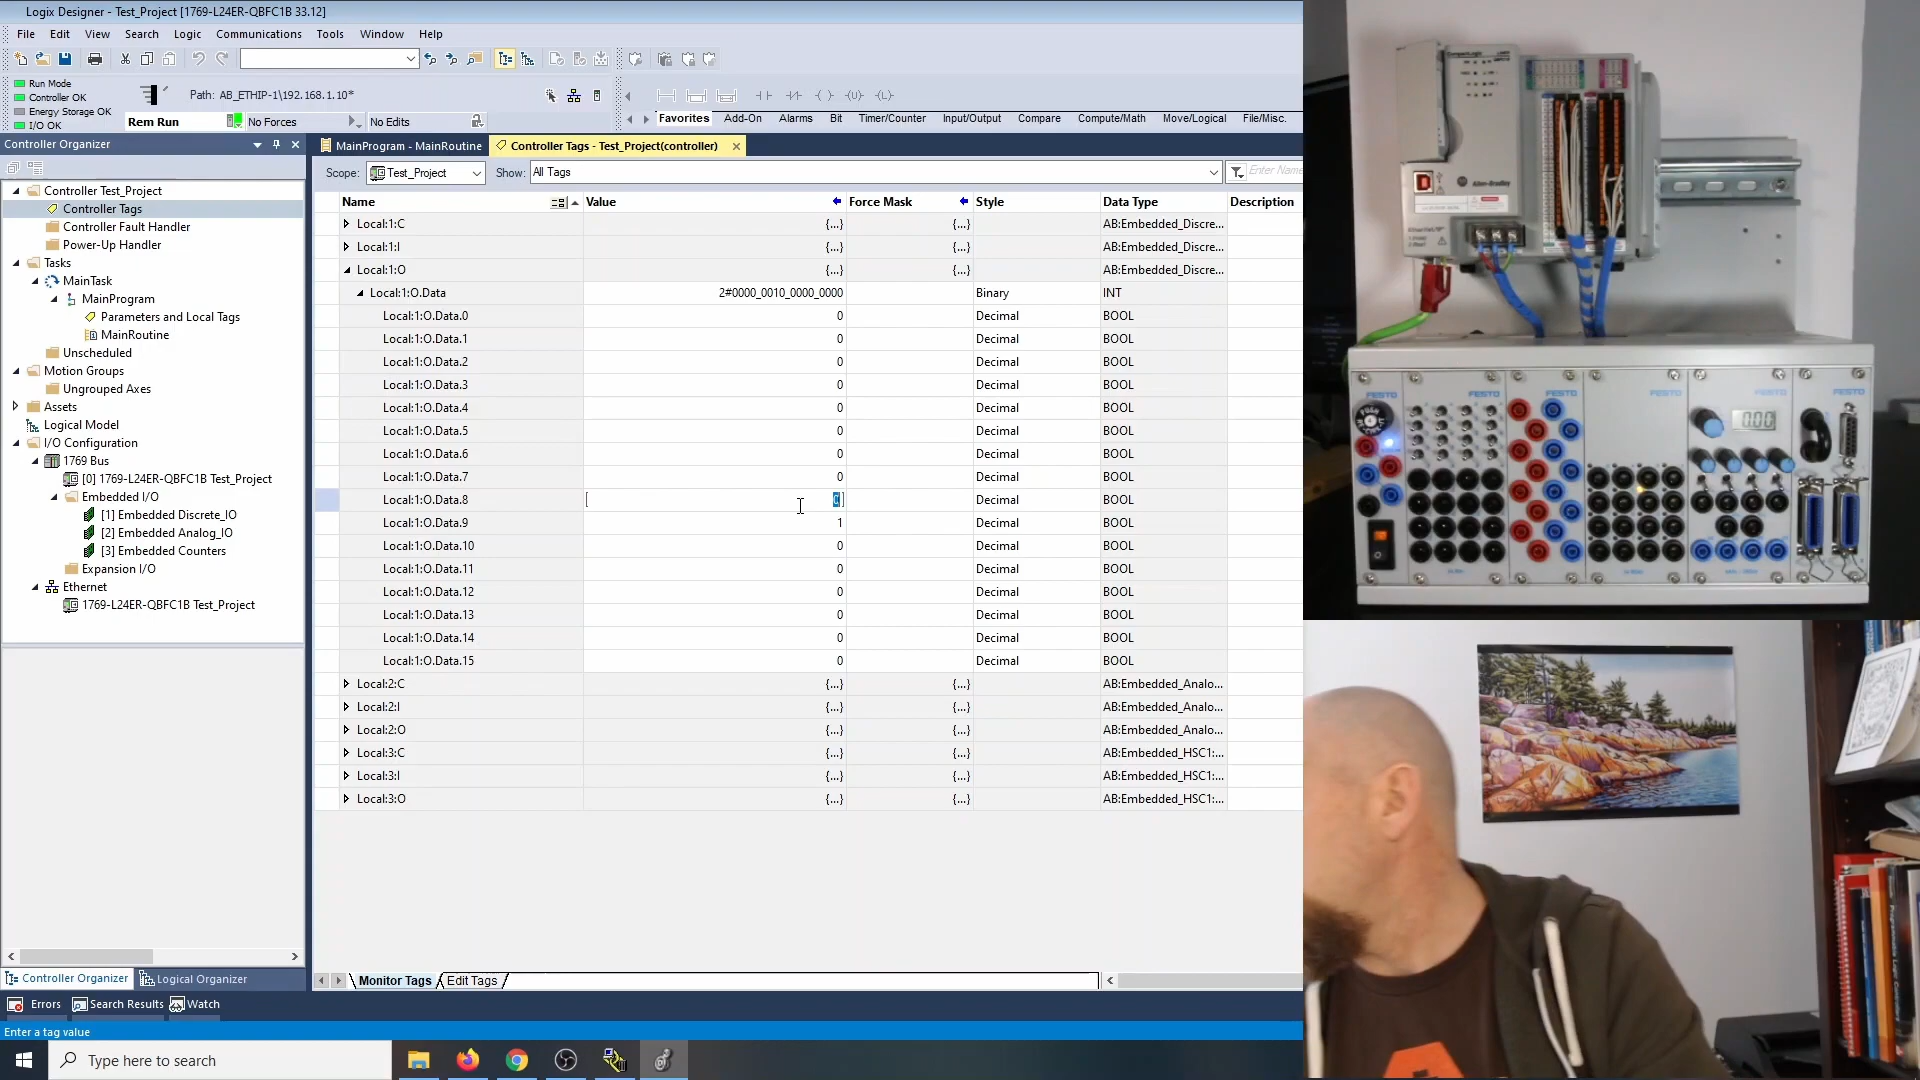 Logix Designer - Test_Project [1769-L24ER-QBFC1B 33.12]
File Edit View Search Logic Communications Tools Window Help
Run Mode
Controller OK
Energy Storage OK
I/O OK
Path: AB_ETHIP-1\192.168.1.10*
Rem Run No Forces No Edits
Favorites Add-On Alarms Bit Timer/Counter Input/Output Compare Compute/Math Move/Logical File/Misc.
Controller Organizer
MainProgram - MainRoutine
Controller Tags - Test_Project(controller)
Scope: Test_Project Show: All Tags Enter Name
Controller Test_Project
Controller Tags
Controller Fault Handler
Power-Up Handler
Tasks
MainTask
MainProgram
Parameters and Local Tags
MainRoutine
Unscheduled
Motion Groups
Ungrouped Axes
Assets
Logical Model
I/O Configuration
1769 Bus
[0] 1769-L24ER-QBFC1B Test_Project
Embedded I/O
[1] Embedded Discrete_IO
[2] Embedded Analog_IO
[3] Embedded Counters
Expansion I/O
Ethernet
1769-L24ER-QBFC1B Test_Project
Name Value Force Mask Style Data Type Description
Local:1:C {...} {...} AB:Embedded_Discre...
Local:1:I {...} {...} AB:Embedded_Discre...
Local:1:O {...} {...} AB:Embedded_Discre...
Local:1:O.Data 2#0000_0010_0000_0000 Binary INT
Local:1:O.Data.0 0 Decimal BOOL
Local:1:O.Data.1 0 Decimal BOOL
Local:1:O.Data.2 0 Decimal BOOL
Local:1:O.Data.3 0 Decimal BOOL
Local:1:O.Data.4 0 Decimal BOOL
Local:1:O.Data.5 0 Decimal BOOL
Local:1:O.Data.6 0 Decimal BOOL
Local:1:O.Data.7 0 Decimal BOOL
Local:1:O.Data.8 Decimal BOOL
Local:1:O.Data.9 1 Decimal BOOL
Local:1:O.Data.10 0 Decimal BOOL
Local:1:O.Data.11 0 Decimal BOOL
Local:1:O.Data.12 0 Decimal BOOL
Local:1:O.Data.13 0 Decimal BOOL
Local:1:O.Data.14 0 Decimal BOOL
Local:1:O.Data.15 0 Decimal BOOL
Local:2:C {...} {...} AB:Embedded_Analo...
Local:2:I {...} {...} AB:Embedded_Analo...
Local:2:O {...} {...} AB:Embedded_Analo...
Local:3:C {...} {...} AB:Embedded_HSC1:...
Local:3:I {...} {...} AB:Embedded_HSC1:...
Local:3:O {...} {...} AB:Embedded_HSC1:...
Controller Organizer Logical Organizer
Monitor Tags Edit Tags
Errors Search Results Watch
Enter a tag value
Type here to search
Allen-Bradley
FESTO FESTO FESTO FESTO FESTO
0.00